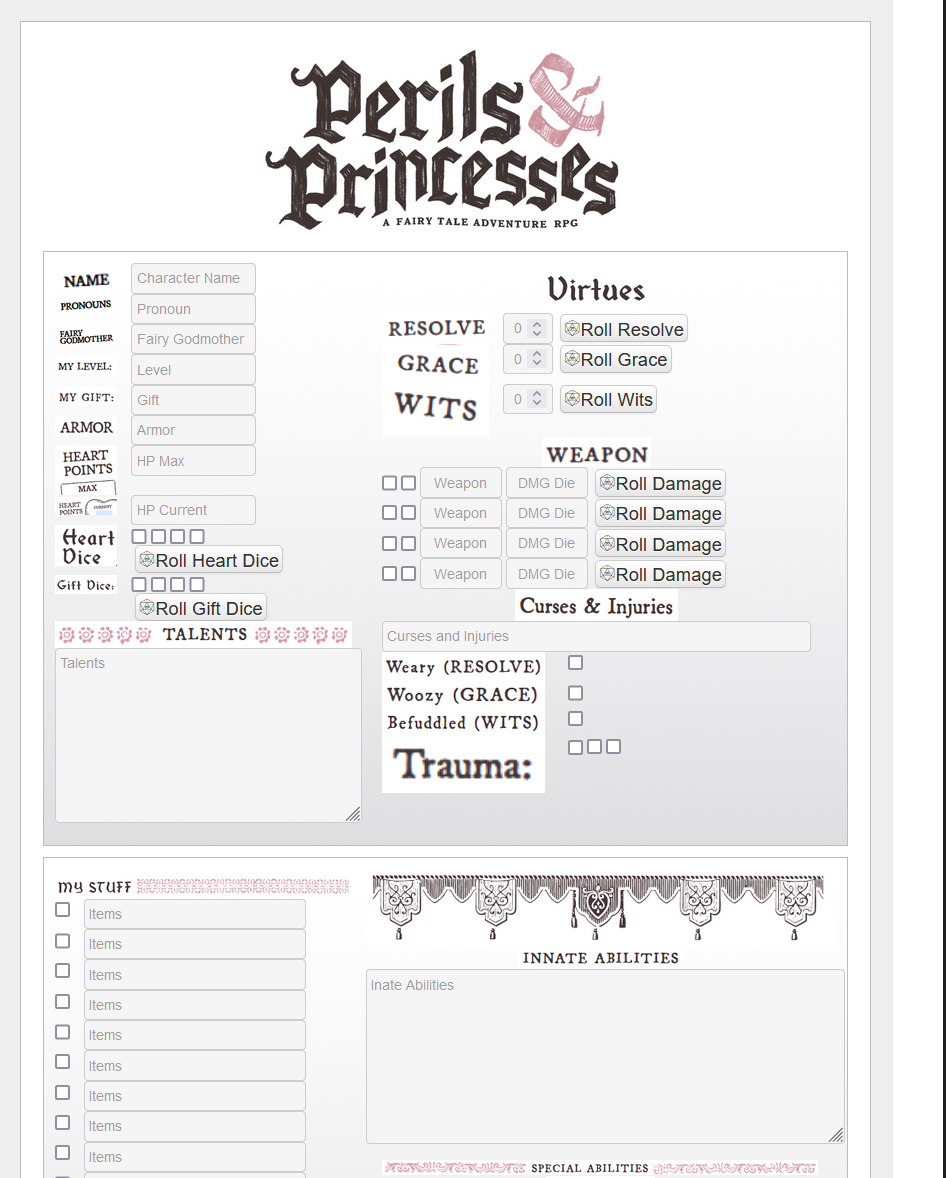 Perils &
Princesses
A FAIRY TALE ADVENTURE RPG
NAME Character Name
PRONOUNS Pronoun
FAIRY GODMOTHER Fairy Godmother
MY LEVEL: Level
MY GIFT: Gift
ARMOR Armor
HEART POINTS MAX HP Max
HEART POINTS CURRENT HP Current
Heart Dice
Roll Heart Dice
Gift Dice:
Roll Gift Dice
TALENTS
Talents
Virtues
RESOLVE 0 Roll Resolve
GRACE 0 Roll Grace
WITS 0 Roll Wits
WEAPON
Weapon DMG Die Roll Damage
Weapon DMG Die Roll Damage
Weapon DMG Die Roll Damage
Weapon DMG Die Roll Damage
Curses & Injuries
Curses and Injuries
Weary (RESOLVE)
Woozy (GRACE)
Befuddled (WITS)
Trauma:
MY STUFF
Items
Items
Items
Items
Items
Items
Items
Items
Items
INNATE ABILITIES
Inate Abilities
SPECIAL ABILITIES